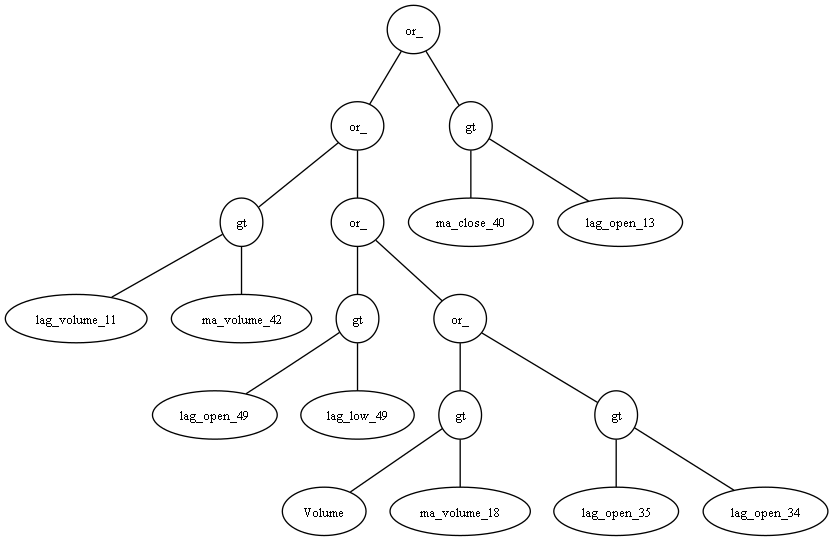 or_
or_ gt
gt or_ ma_close_40 lag_open_13
lag_volume_11 ma_volume_42 gt or_
lag_open_49 lag_low_49 gt gt
Volume ma_volume_18 lag_open_35 lag_open_34